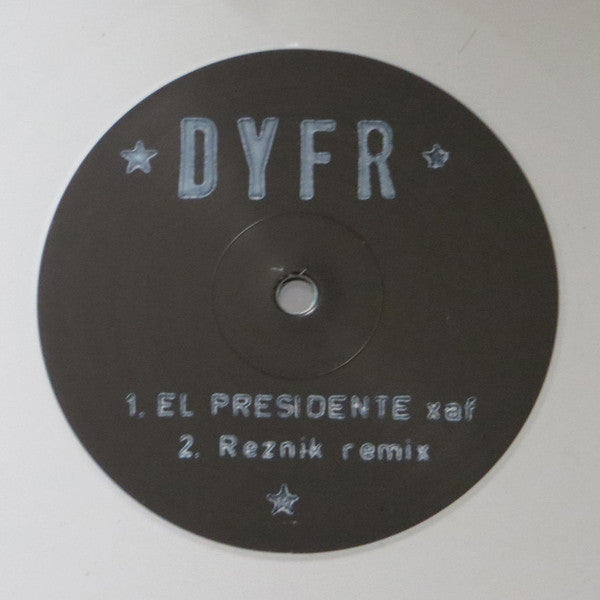 DYFR
1. EL PRESIDENTE xaf
2. Reznik remix